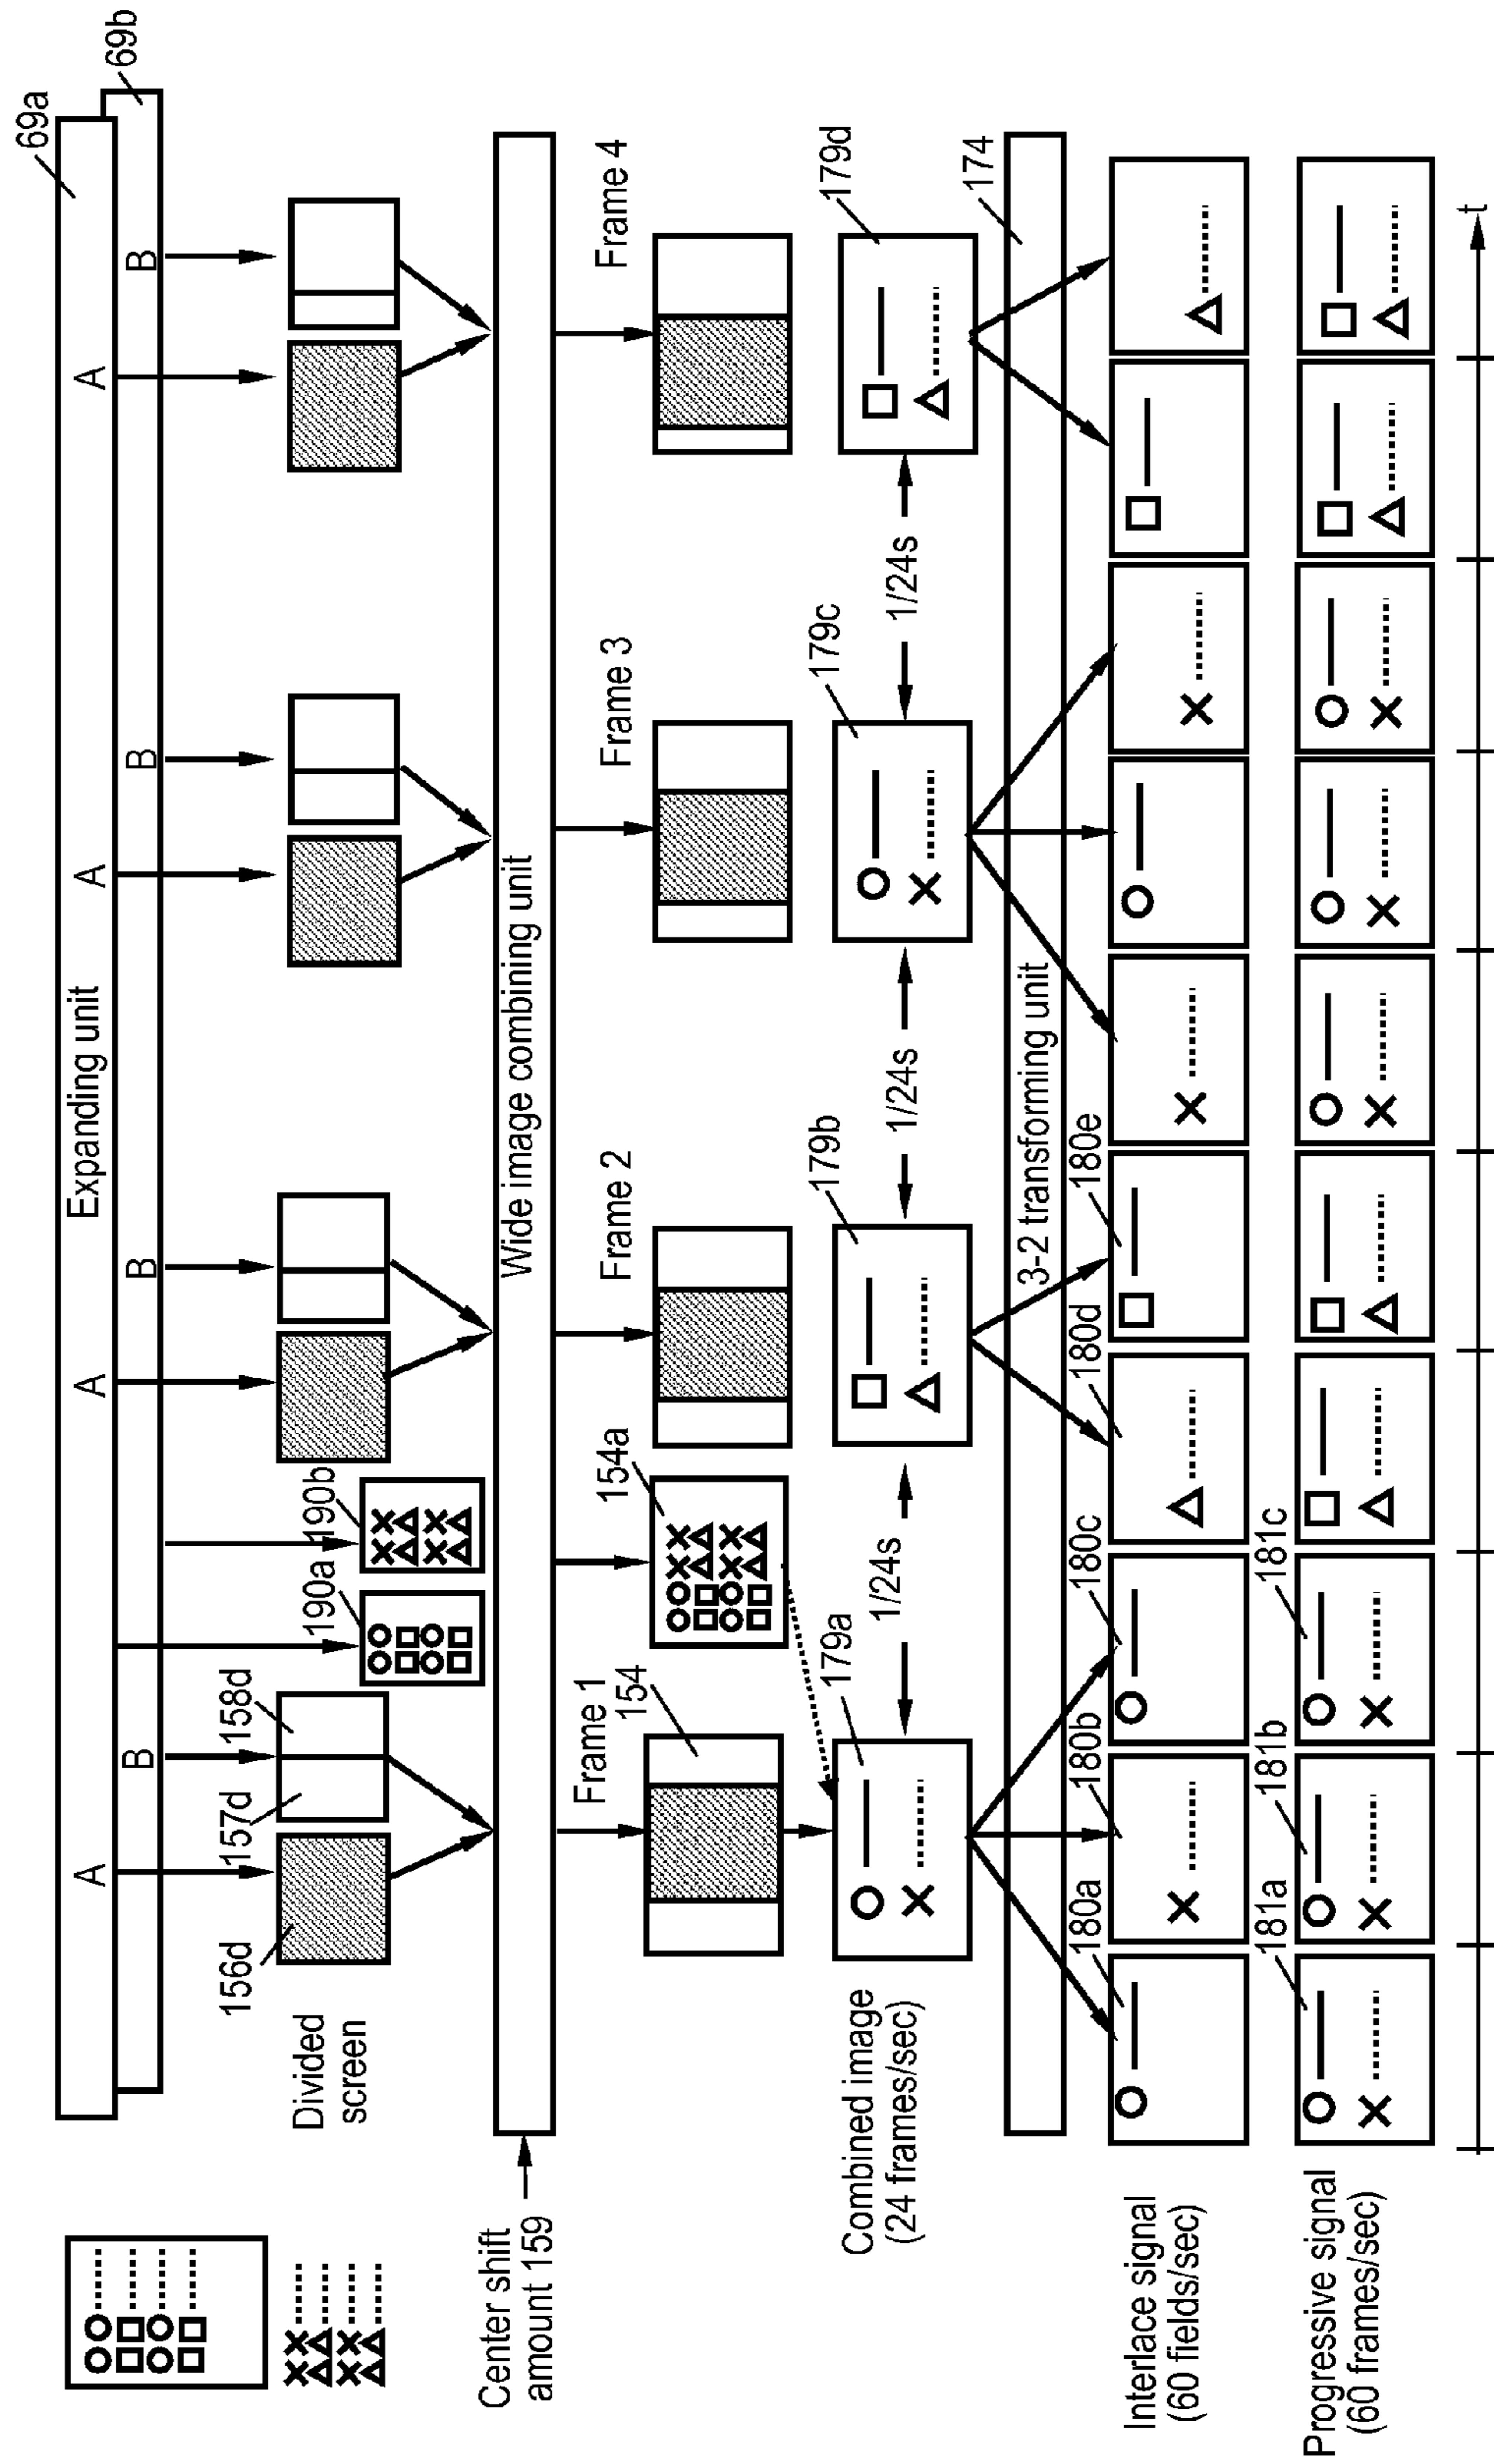 69a
69b
Expanding unit
A
B
A
B
A
B
A
B
156d
157d
158d
190a
190b
Divided
screen
Center shift
amount 159
Wide image combining unit
Frame 1
154
154a
Frame 2
Frame 3
Frame 4
Combined image
(24 frames/sec)
179a
1/24s
179b
1/24s
179c
1/24s
179d
3-2 transforming unit
174
Interlace signal
(60 fields/sec)
180a
180b
180c
180d
180e
Progressive signal
(60 frames/sec)
181a
181b
181c
t